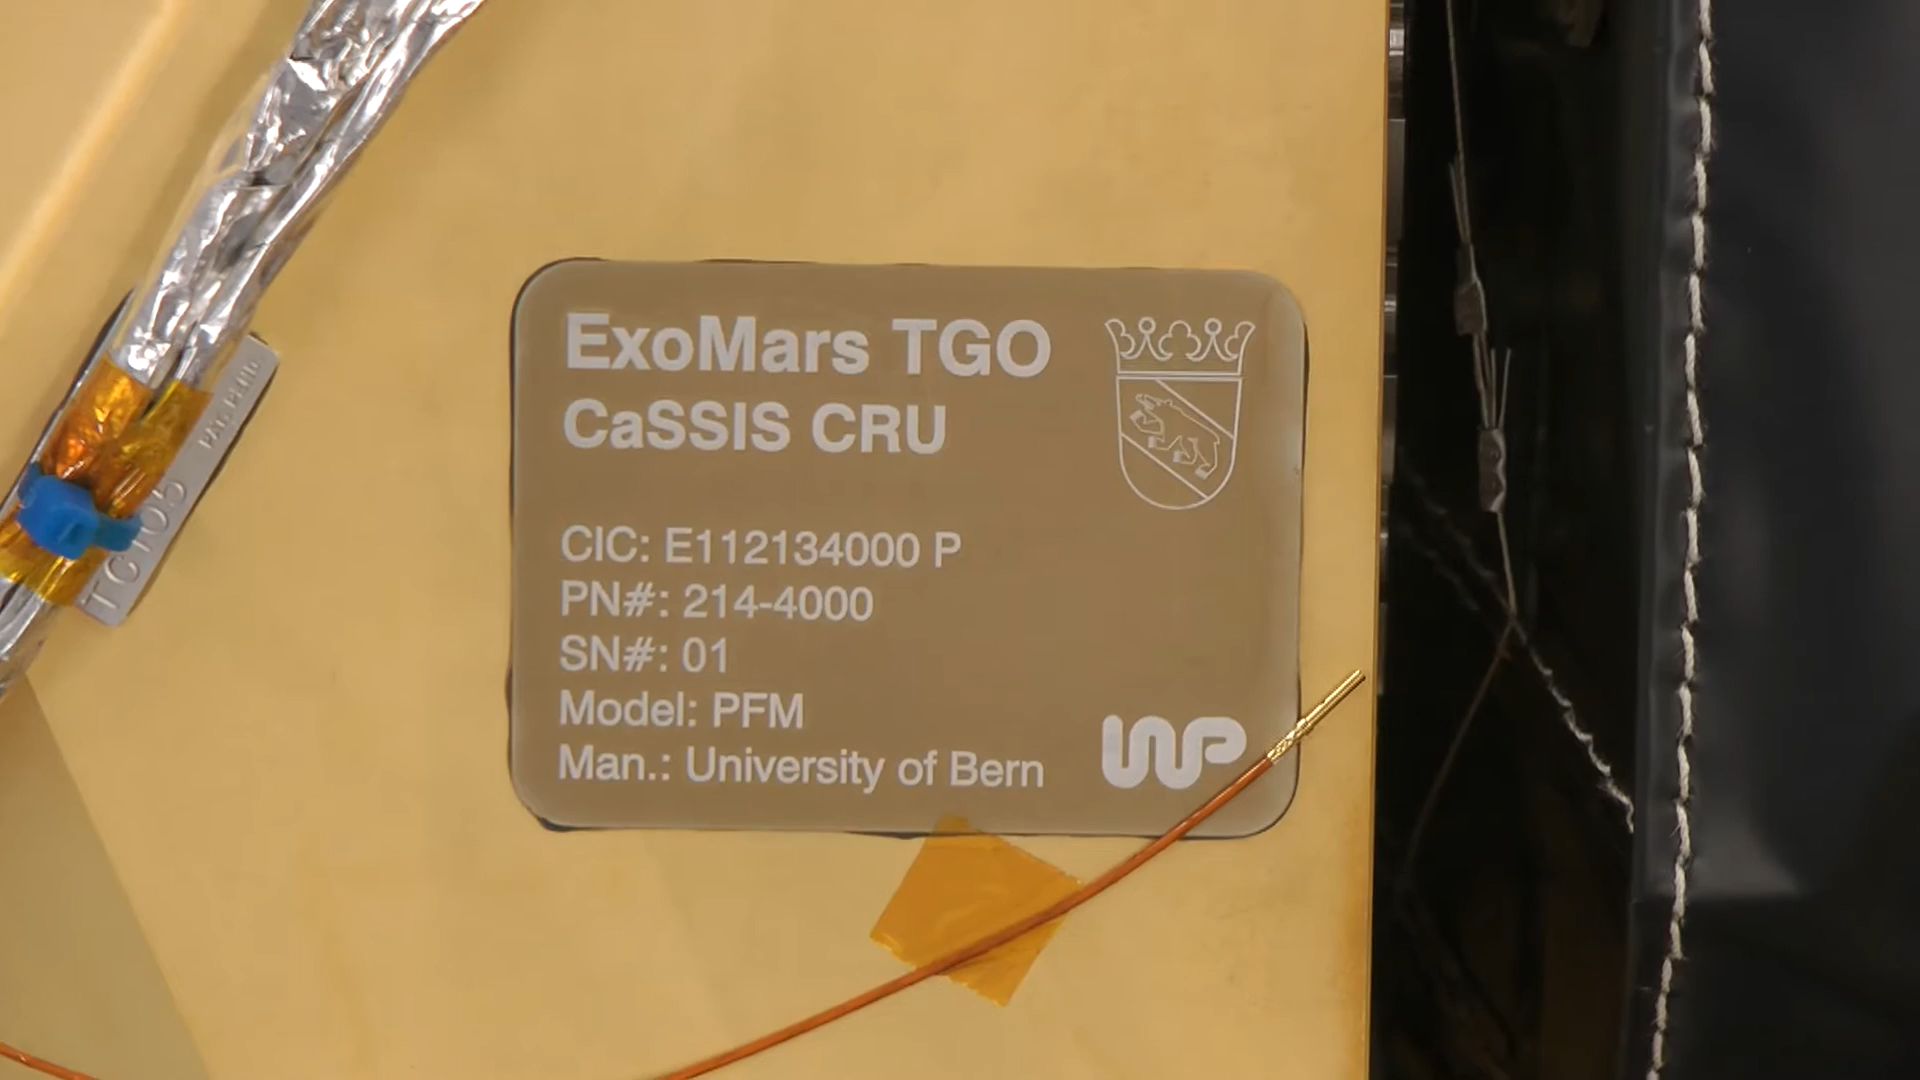 ExoMars TGO
CaSSIS CRU
CIC: E112134000 P
PN#: 214-4000
SN#: 01
Model: PFM
Man.: University of Bern